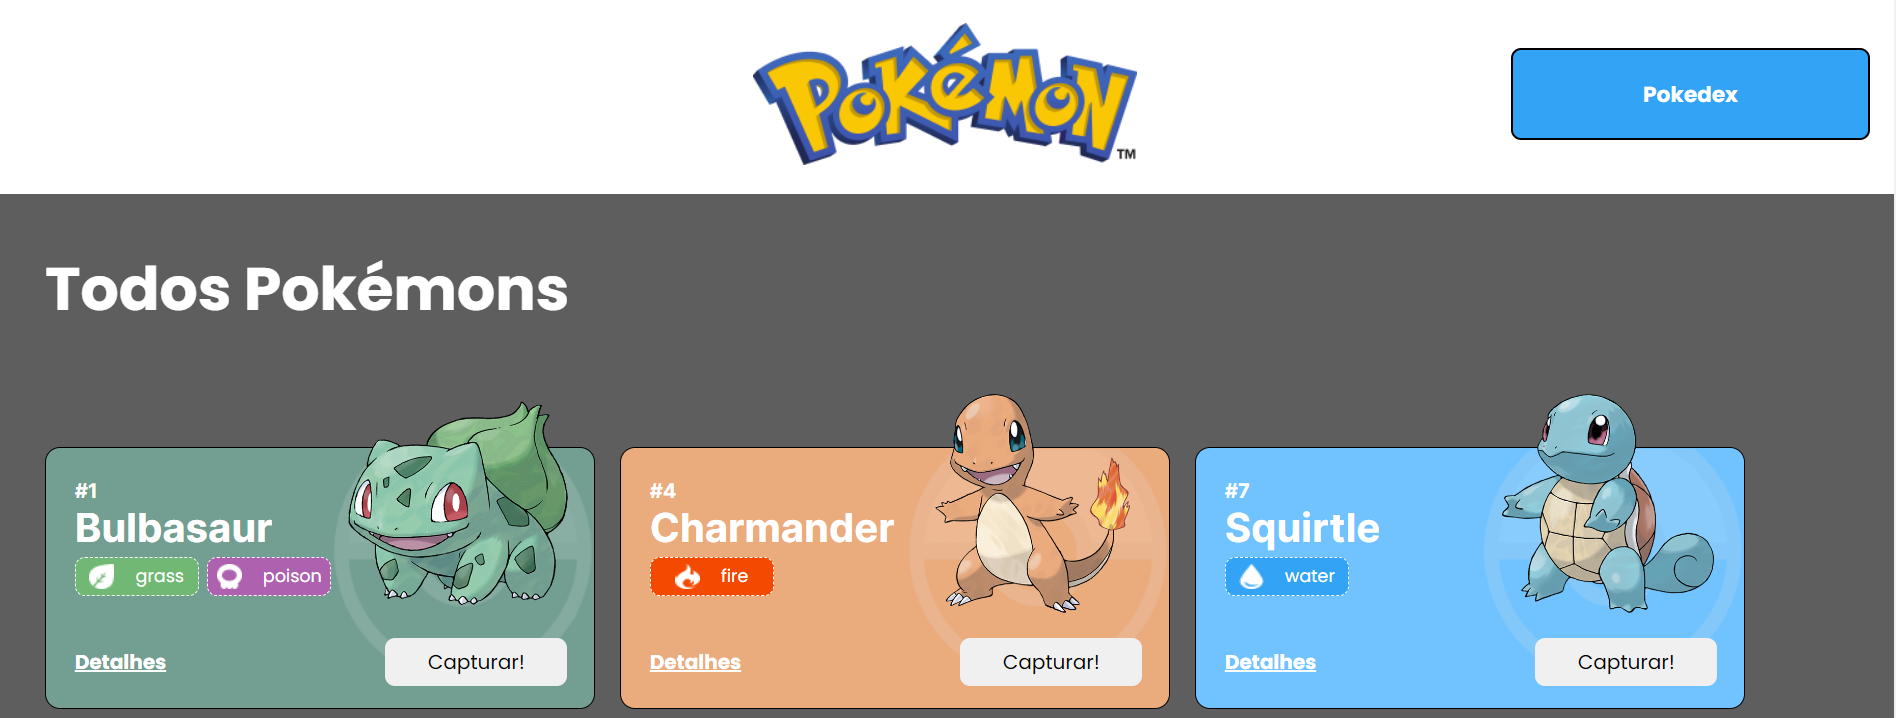 POKéMON TM
Pokedex
Todos Pokémons
#1
Bulbasaur
grass poison
Detalhes Capturar!
#4
Charmander
fire
Detalhes Capturar!
#7
Squirtle
water
Detalhes Capturar!